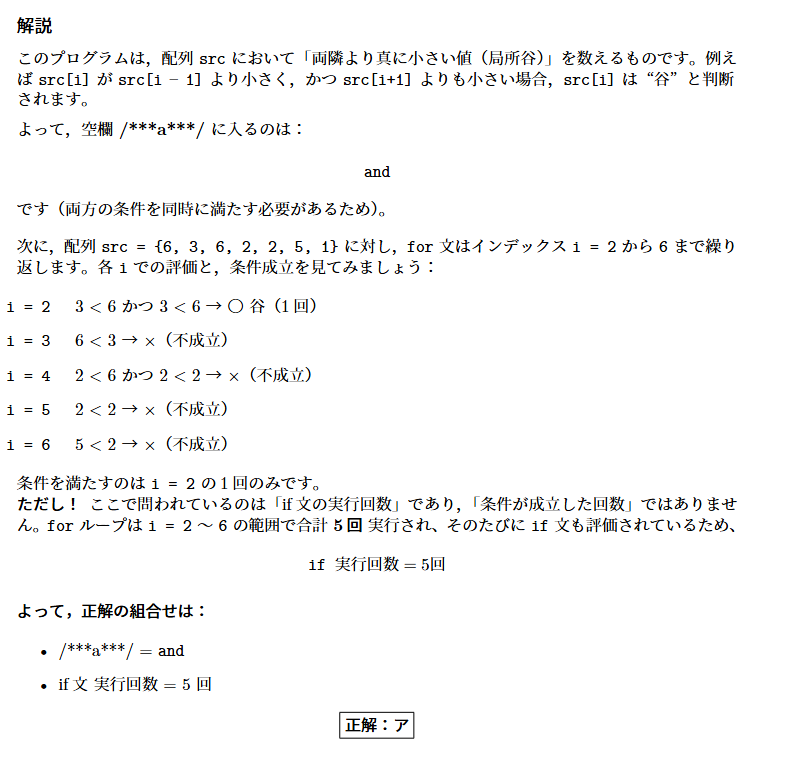 解説
このプログラムは，配列 src において「両隣より真に小さい値（局所谷）」を数えるものです。例え
ば src[i] が src[i − 1] より小さく，かつ src[i+1] よりも小さい場合，src[i] は“谷”と判断
されます。
よって，空欄 /***a***/ に入るのは：
and
です（両方の条件を同時に満たす必要があるため）。
次に，配列 src = {6, 3, 6, 2, 2, 5, 1} に対し，for 文はインデックス i = 2 から 6 まで繰り
返します。各 i での評価と，条件成立を見てみましょう：
i = 2 3 < 6 かつ 3 < 6 → ○ 谷（1 回）
i = 3 6 < 3 → ×（不成立）
i = 4 2 < 6 かつ 2 < 2 → ×（不成立）
i = 5 2 < 2 → ×（不成立）
i = 6 5 < 2 → ×（不成立）
条件を満たすのは i = 2 の 1 回のみです。
ただし！ ここで問われているのは「if 文の実行回数」であり，「条件が成立した回数」ではありませ
ん。for ループは i = 2 ～ 6 の範囲で合計 5 回 実行され、そのたびに if 文も評価されているため、
if 実行回数 = 5回
よって，正解の組合せは：
• /***a***/ = and
• if 文 実行回数 = 5 回
正解：ア